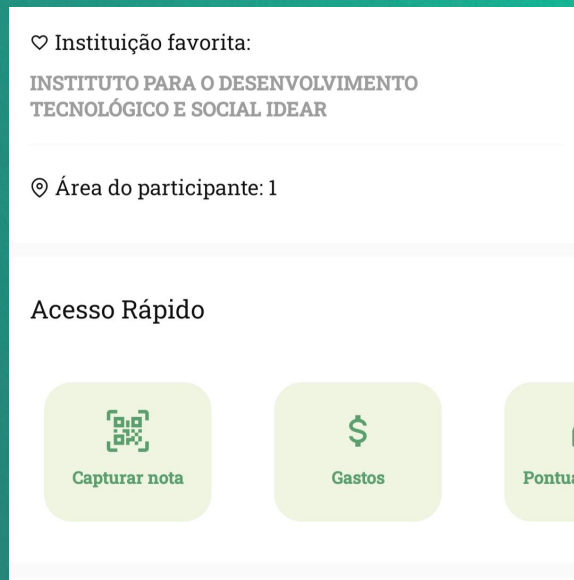 Instituição favorita:
INSTITUTO PARA O DESENVOLVIMENTO
TECNOLÓGICO E SOCIAL IDEAR
Área do participante: 1
Acesso Rápido
Capturar nota
Gastos